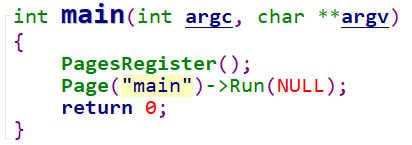 int main(int argc, char **argv)
{
    PagesRegister();
    Page("main")->Run(NULL);
    return 0;
}